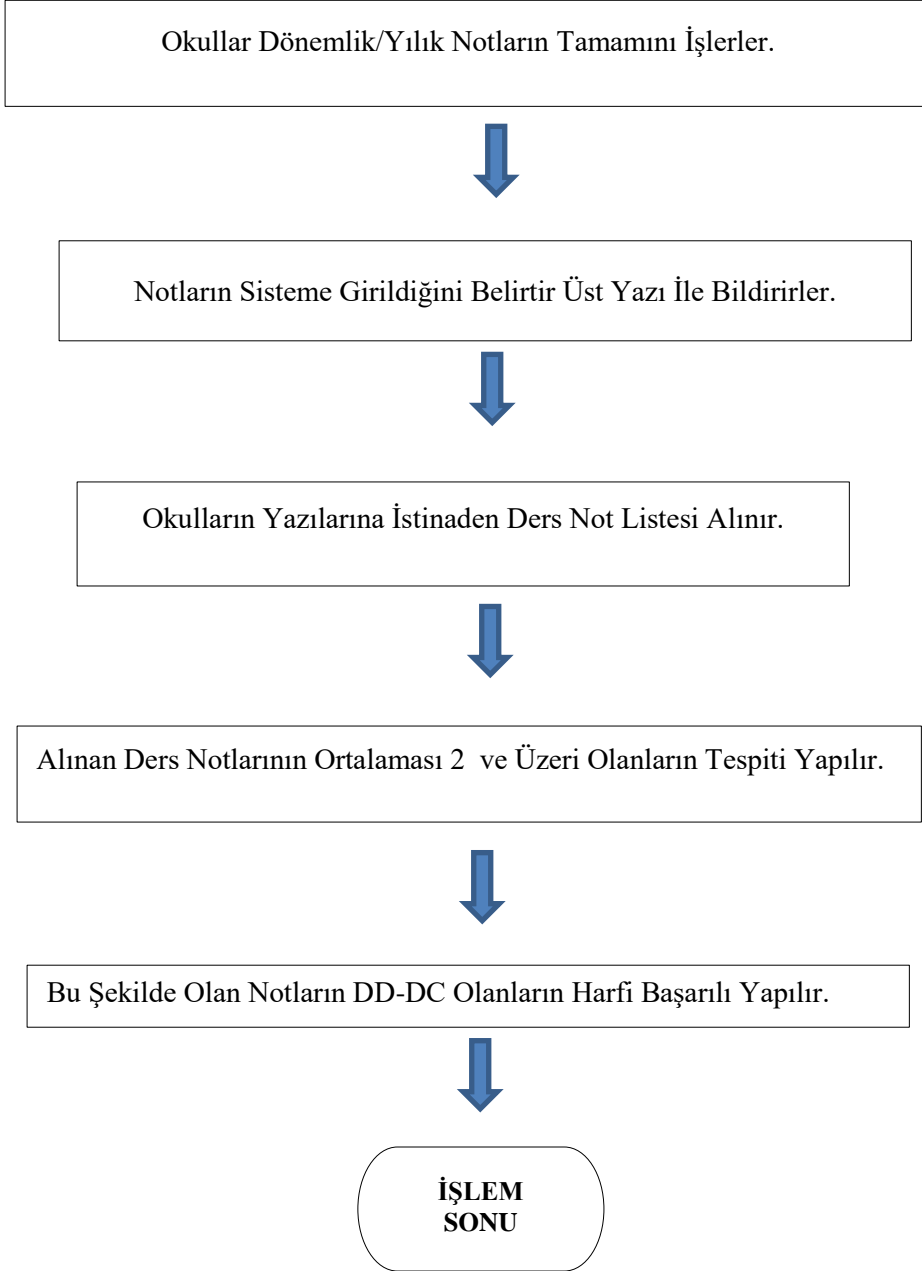 Okullar Dönemlik/Yılık Notların Tamamını İşlerler.
Notların Sisteme Girildiğini Belirtir Üst Yazı İle Bildirirler.
Okulların Yazılarına İstinaden Ders Not Listesi Alınır.
Alınan Ders Notlarının Ortalaması 2 ve Üzeri Olanların Tespiti Yapılır.
Bu Şekilde Olan Notların DD-DC Olanların Harfi Başarılı Yapılır.
İŞLEM
SONU